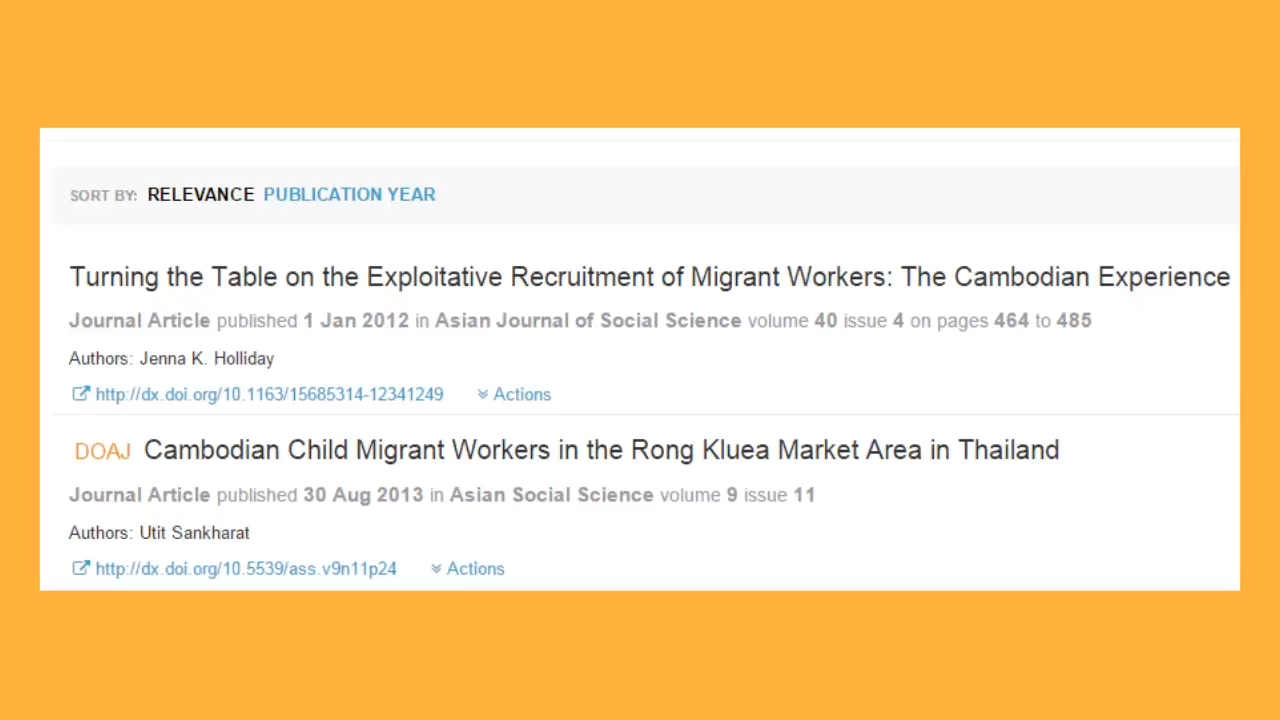 SORT BY: RELEVANCE PUBLICATION YEAR
Turning the Table on the Exploitative Recruitment of Migrant Workers: The Cambodian Experience
Journal Article published 1 Jan 2012 in Asian Journal of Social Science volume 40 issue 4 on pages 464 to 485
Authors: Jenna K. Holliday
http://dx.doi.org/10.1163/15685314-12341249 Actions
DOAJ Cambodian Child Migrant Workers in the Rong Kluea Market Area in Thailand
Journal Article published 30 Aug 2013 in Asian Social Science volume 9 issue 11
Authors: Utit Sankharat
http://dx.doi.org/10.5539/ass.v9n11p24 Actions